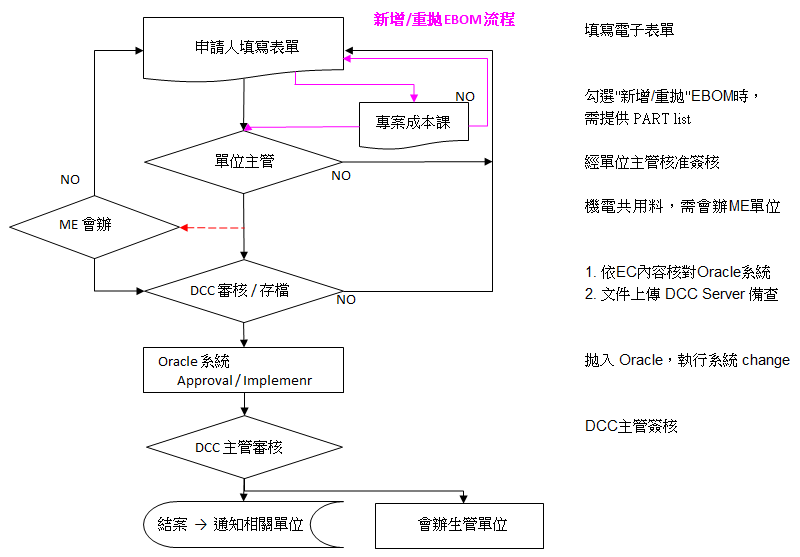 新增/重拋EBOM 流程
申請人填寫表單
填寫電子表單
NO
專案成本課
勾選"新增/重拋"EBOM時，
需提供 PART list
單位主管
NO
經單位主管核准簽核
NO
ME 會辦
機電共用料，需會辦ME單位
DCC 審核 / 存檔
NO
1. 依EC內容核對Oracle系統
2. 文件上傳 DCC Server 備查
Oracle 系統
Approval / Implemenr
拋入 Oracle，執行系統 change
DCC 主管審核
DCC主管簽核
結案 → 通知相關單位
會辦生管單位